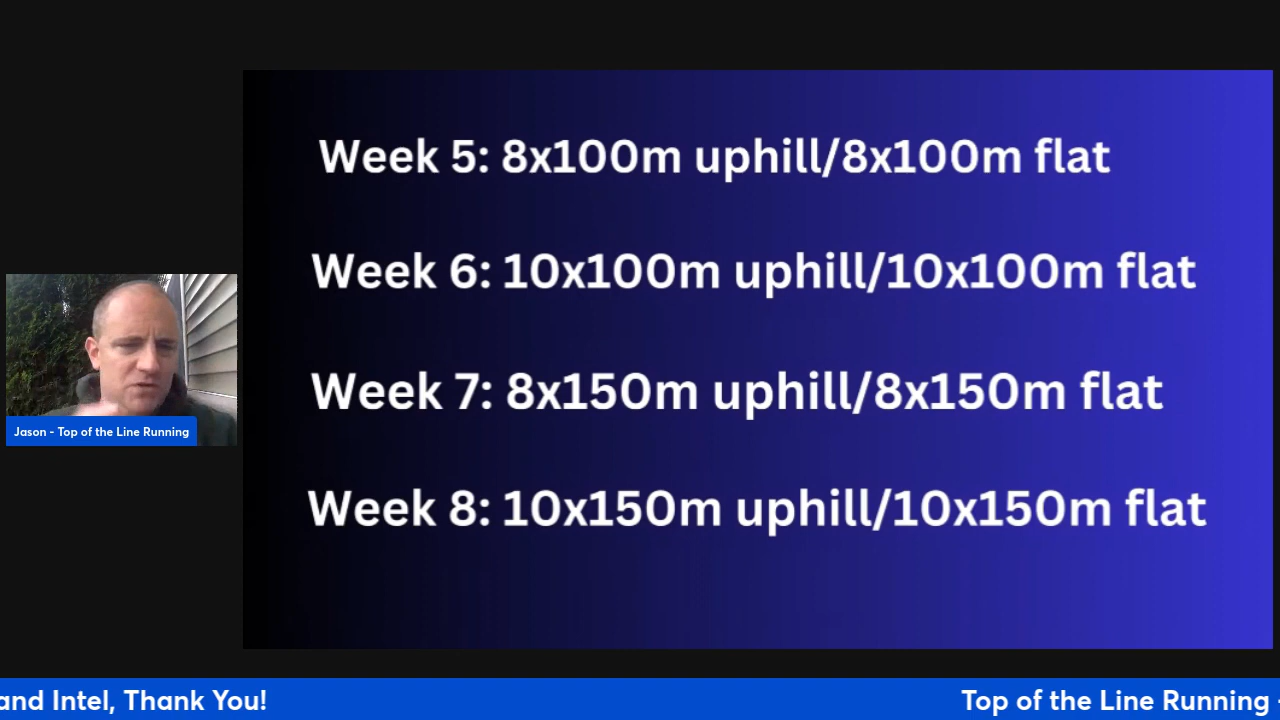 Week 5: 8x100m uphill/8x100m flat
Week 6: 10x100m uphill/10x100m flat
Week 7: 8x150m uphill/8x150m flat
Week 8: 10x150m uphill/10x150m flat
Jason - Top of the Line Running
and Intel, Thank You!
Top of the Line Running